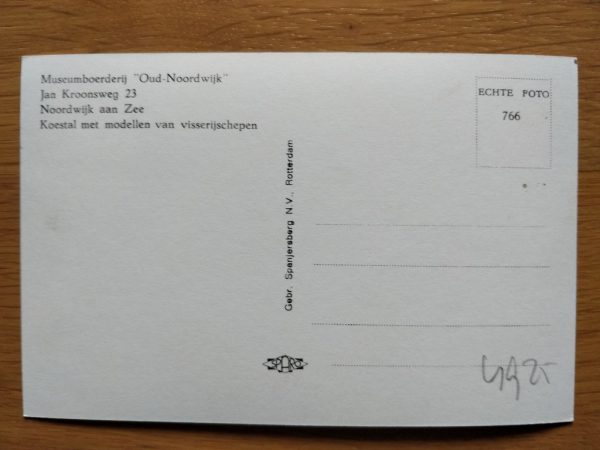 Museumboerderij "Oud-Noordwijk"
Jan Kroonsweg 23
Noordwijk aan Zee
Koestal met modellen van visserijschepen
ECHTE FOTO
766
Gebr. Spanjersberg N.V., Rotterdam
SPARO